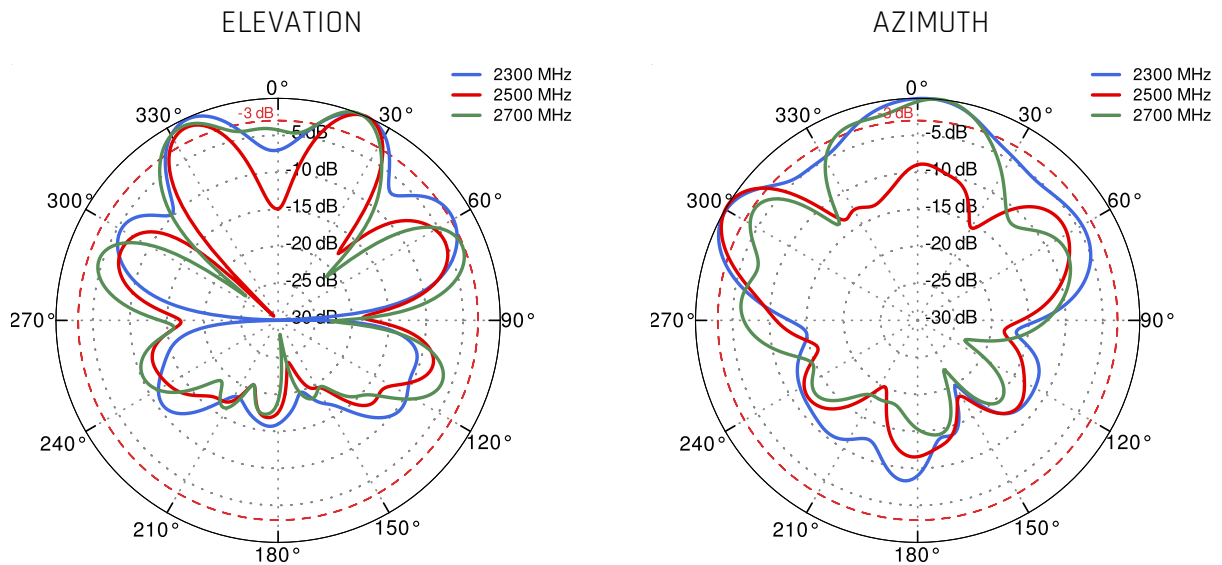 ELEVATION
2300 MHz
2500 MHz
2700 MHz
0°
30°
60°
90°
120°
150°
180°
210°
240°
270°
300°
330°
-3 dB
-5 dB
-10 dB
-15 dB
-20 dB
-25 dB
-30 dB
AZIMUTH
2300 MHz
2500 MHz
2700 MHz
0°
30°
60°
90°
120°
150°
180°
210°
240°
270°
300°
330°
-3 dB
-5 dB
-10 dB
-15 dB
-20 dB
-25 dB
-30 dB